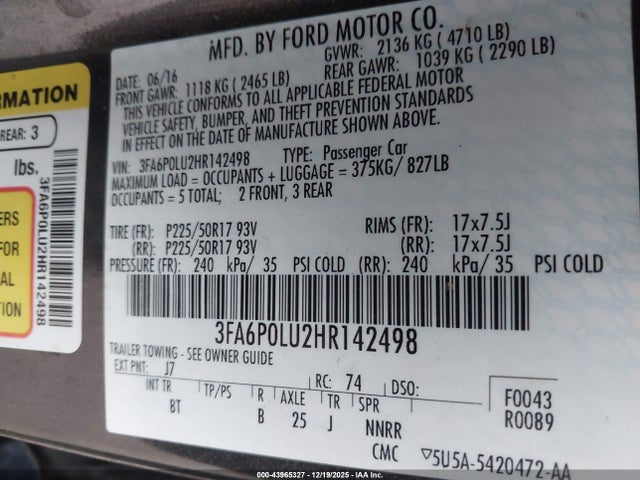 MFD. BY FORD MOTOR CO.
DATE: 06/16 GVWR: 2136 KG ( 4710 LB)
FRONT GAWR: 1118 KG ( 2465 LB) REAR GAWR: 1039 KG ( 2290 LB)
THIS VEHICLE CONFORMS TO ALL APPLICABLE FEDERAL MOTOR
VEHICLE SAFETY, BUMPER, AND THEFT PREVENTION STANDARDS
IN EFFECT ON THE DATE OF MANUFACTURE SHOWN ABOVE.
VIN: 3FA6P0LU2HR142498 TYPE: Passenger Car
MAXIMUM LOAD = OCCUPANTS + LUGGAGE = 375KG/ 827LB
OCCUPANTS = 5 TOTAL; 2 FRONT, 3 REAR
TIRE (FR): P225/50R17 93V RIMS (FR): 17x7.5J
(RR): P225/50R17 93V (RR): 17x7.5J
PRESSURE (FR): 240 kPa/ 35 PSI COLD (RR): 240 kPa/ 35 PSI COLD
3FA6P0LU2HR142498
TRAILER TOWING - SEE OWNER GUIDE
EXT PNT: J7 RC: 74 DSO: F0043
R0089
INT TR TP/PS R AXLE TR SPR
BT B 25 J NNRR
CMC ▽5U5A-5420472-AA
RMATION
REAR: 3
lbs.
3FA6P0LU2HR142498
ERS
FOR
NAL
ION
000-43965327 - 12/19/2025 - IAA Inc.